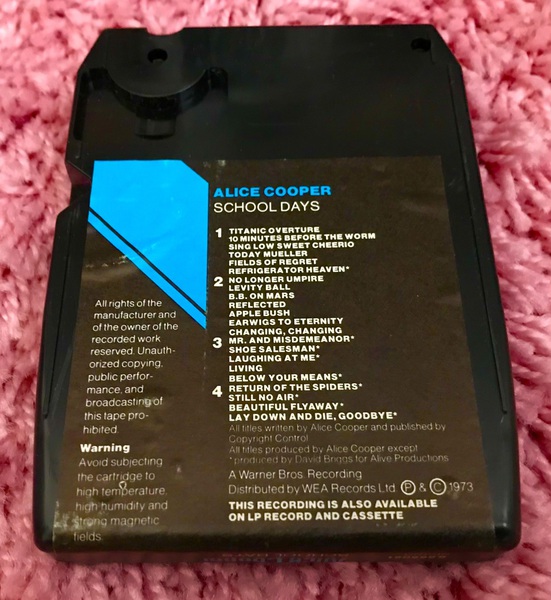 ALICE COOPER
SCHOOL DAYS
1 TITANIC OVERTURE
10 MINUTES BEFORE THE WORM
SING LOW SWEET CHEERIO
TODAY MUELLER
FIELDS OF REGRET
REFRIGERATOR HEAVEN*
2 NO LONGER UMPIRE
LEVITY BALL
B.B. ON MARS
REFLECTED
APPLE BUSH
EARWIGS TO ETERNITY
CHANGING, CHANGING
3 MR. AND MISDEMEANOR*
SHOE SALESMAN*
LAUGHING AT ME*
LIVING
BELOW YOUR MEANS*
4 RETURN OF THE SPIDERS*
STILL NO AIR*
BEAUTIFUL FLYAWAY*
LAY DOWN AND DIE, GOODBYE*
All titles written by Alice Cooper and published by
Copyright Control
All titles produced by Alice Cooper except
*produced by David Briggs for Alive Productions
A Warner Bros. Recording
Distributed by WEA Records Ltd Ⓟ & © 1973
THIS RECORDING IS ALSO AVAILABLE
ON LP RECORD AND CASSETTE
All rights of the
manufacturer and
of the owner of the
recorded work
reserved. Unauth-
orized copying,
public perfor-
mance, and
broadcasting of
this tape pro-
hibited.
Warning
Avoid subjecting
the cartridge to
high temperature,
high humidity and
strong magnetic
fields.